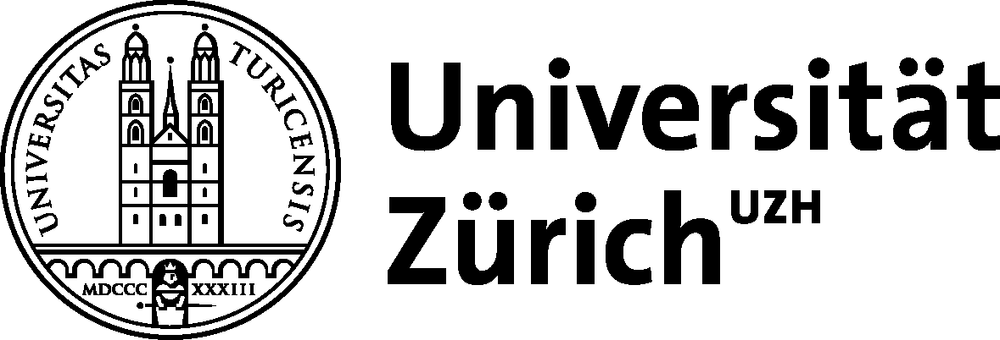 UNIVERSITAS TURICENSIS
MDCCC XXXIII
Universität
Zürich UZH